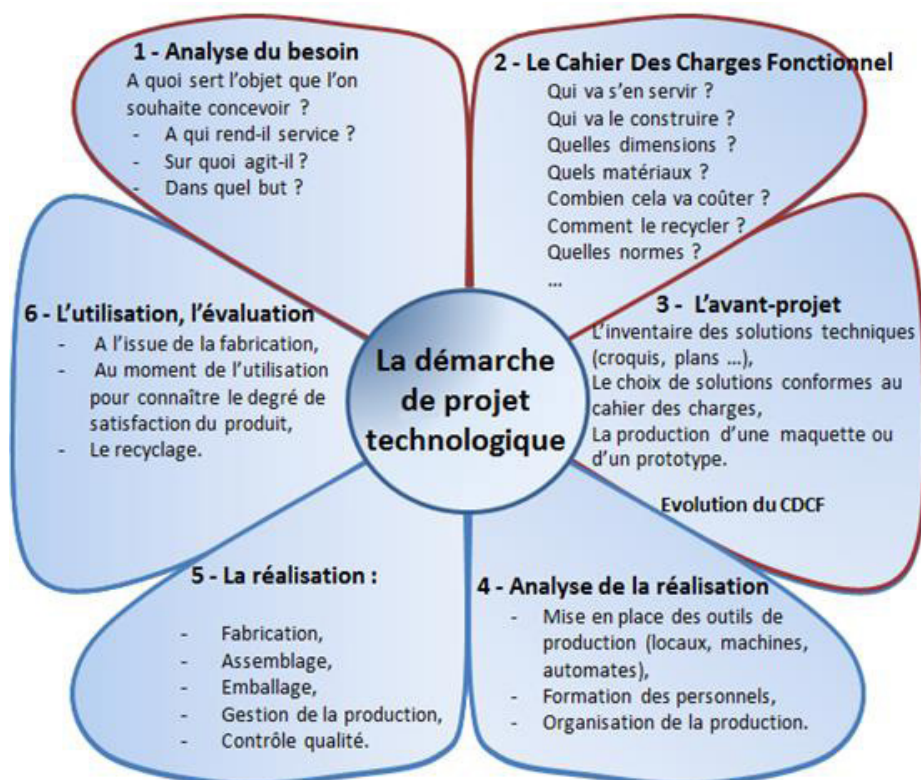 1 - Analyse du besoin
A quoi sert l'objet que l'on
souhaite concevoir ?
- A qui rend-il service ?
- Sur quoi agit-il ?
- Dans quel but ?
2 - Le Cahier Des Charges Fonctionnel
Qui va s'en servir ?
Qui va le construire ?
Quelles dimensions ?
Quels matériaux ?
Combien cela va coûter ?
Comment le recycler ?
Quelles normes ?
...
3 - L'avant-projet
L'inventaire des solutions techniques
(croquis, plans ...),
Le choix de solutions conformes au
cahier des charges,
La production d'une maquette ou
d'un prototype.
Evolution du CDCF
4 - Analyse de la réalisation
- Mise en place des outils de
production (locaux, machines,
automates),
- Formation des personnels,
- Organisation de la production.
5 - La réalisation :
- Fabrication,
- Assemblage,
- Emballage,
- Gestion de la production,
- Contrôle qualité.
6 - L'utilisation, l'évaluation
- A l'issue de la fabrication,
- Au moment de l'utilisation
pour connaître le degré de
satisfaction du produit,
- Le recyclage.
La démarche
de projet
technologique